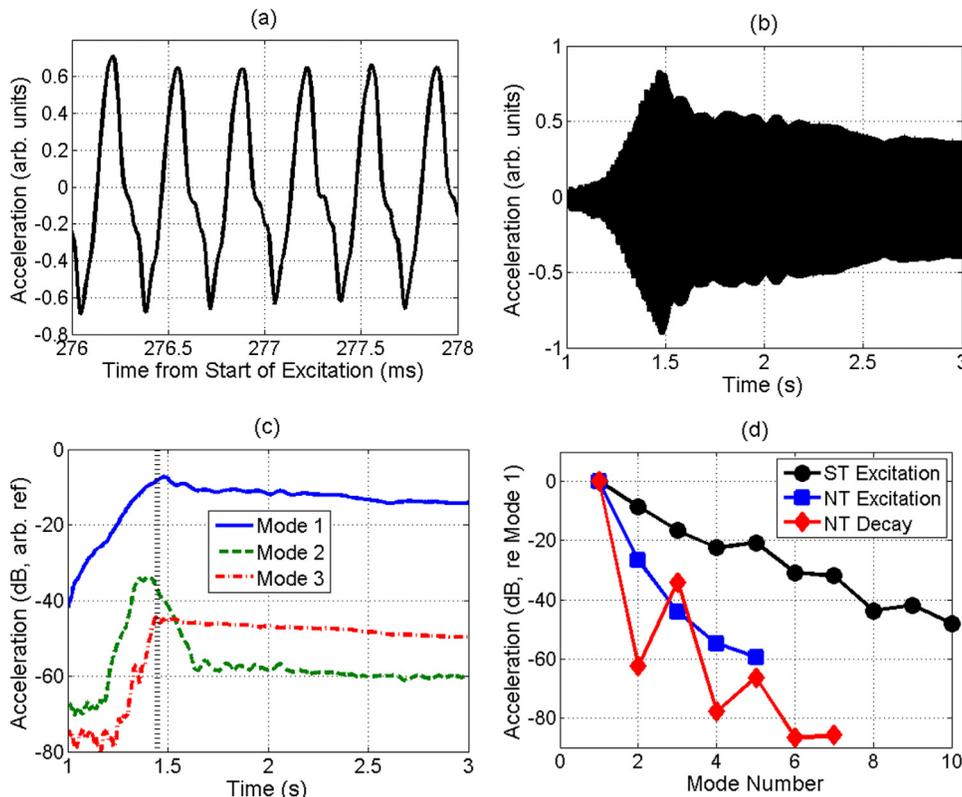 (a)
Acceleration (arb. units)
0.6
0.4
0.2
0
-0.2
-0.4
-0.6
-0.8
276
276.5
277
277.5
278
Time from Start of Excitation (ms)
(b)
Acceleration (arb. units)
1
0.5
0
-0.5
-1
1
1.5
2
2.5
3
Time (s)
(c)
Acceleration (dB, arb. ref)
0
-20
-40
-60
-80
Mode 1
Mode 2
Mode 3
1
1.5
2
2.5
3
Time (s)
(d)
Acceleration (dB, re Mode 1)
0
-20
-40
-60
-80
ST Excitation
NT Excitation
NT Decay
0
2
4
6
8
10
Mode Number